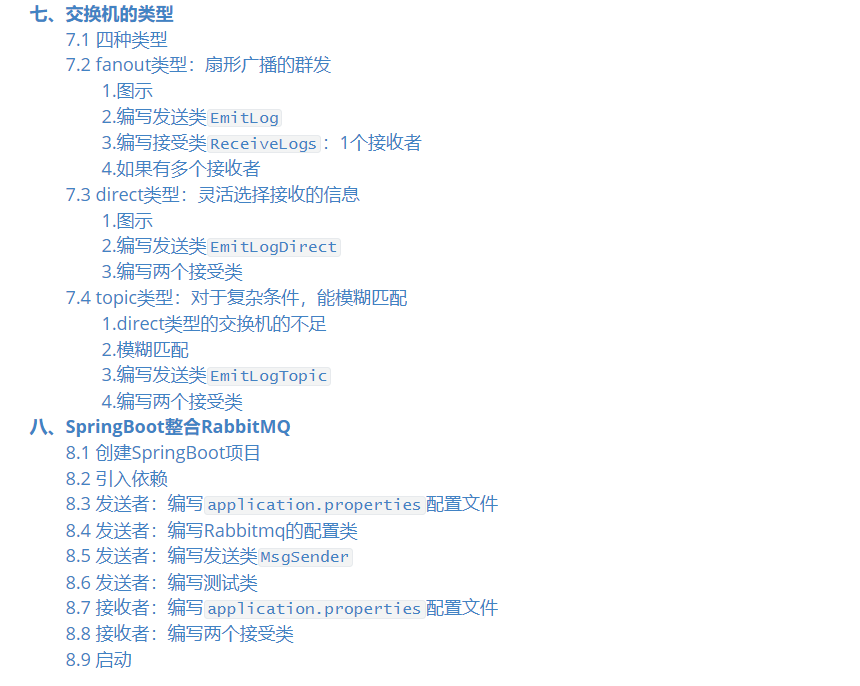 七、交换机的类型
7.1 四种类型
7.2 fanout类型：扇形广播的群发
1.图示
2.编写发送类EmitLog
3.编写接受类ReceiveLogs：1个接收者
4.如果有多个接收者
7.3 direct类型：灵活选择接收的信息
1.图示
2.编写发送类EmitLogDirect
3.编写两个接受类
7.4 topic类型：对于复杂条件，能模糊匹配
1.direct类型的交换机的不足
2.模糊匹配
3.编写发送类EmitLogTopic
4.编写两个接受类
八、SpringBoot整合RabbitMQ
8.1 创建SpringBoot项目
8.2 引入依赖
8.3 发送者：编写application.properties配置文件
8.4 发送者：编写Rabbitmq的配置类
8.5 发送者：编写发送类MsgSender
8.6 发送者：编写测试类
8.7 接收者：编写application.properties配置文件
8.8 接收者：编写两个接受类
8.9 启动